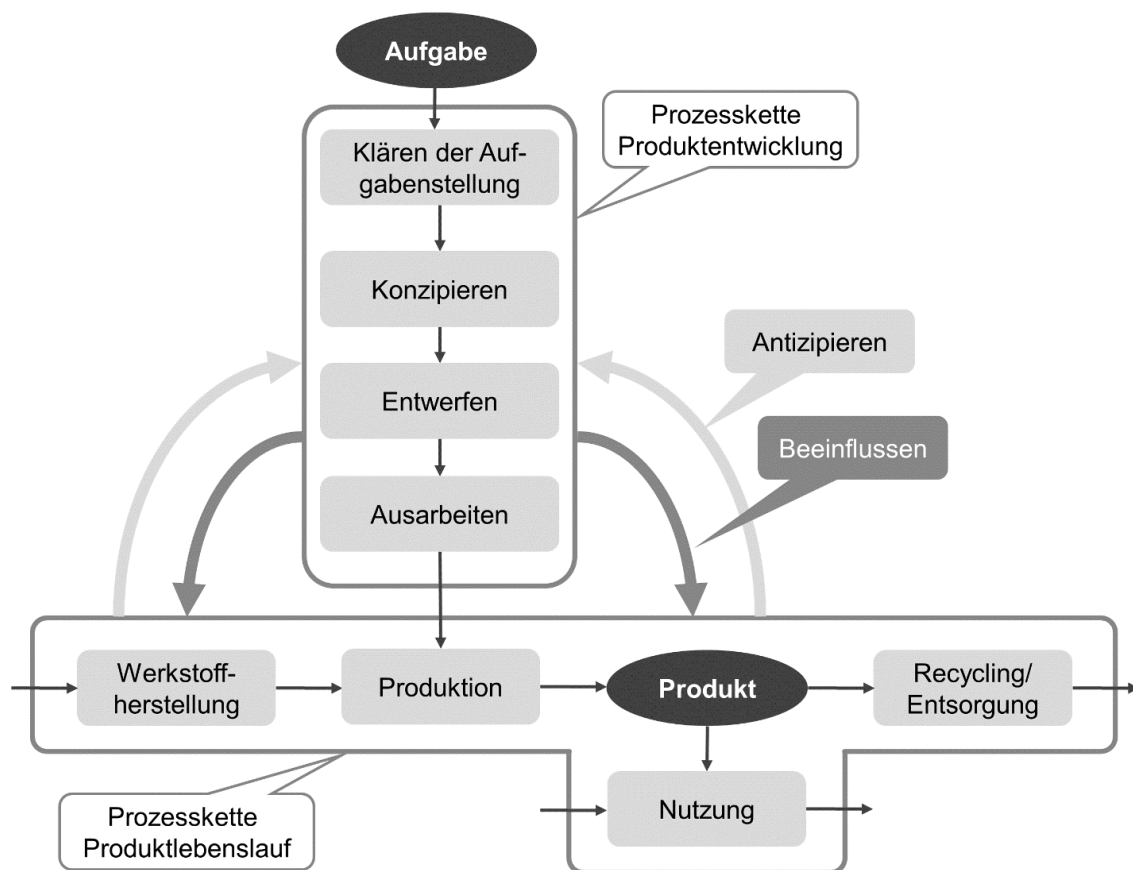 Aufgabe
Prozesskette
Produktentwicklung
Klären der Auf-
gabenstellung
Konzipieren
Antizipieren
Entwerfen
Beeinflussen
Ausarbeiten
Werkstoff-
herstellung
Produktion
Produkt
Recycling/
Entsorgung
Nutzung
Prozesskette
Produktlebenslauf